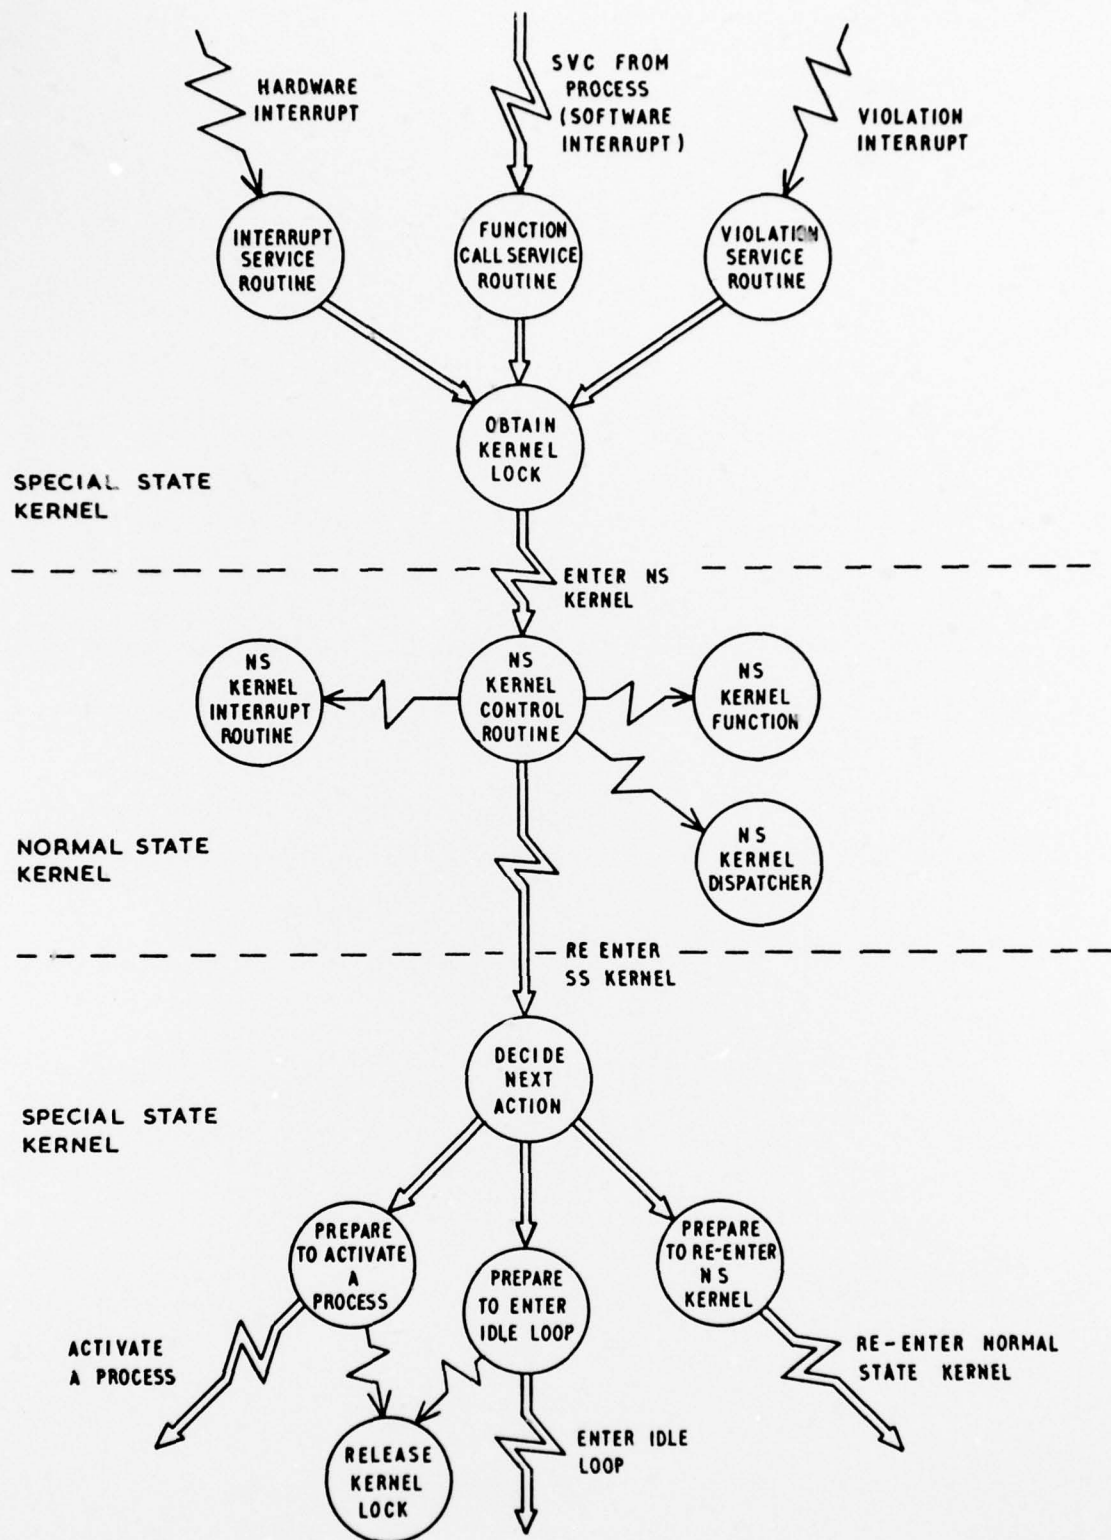 HARDWARE
INTERRUPT
SVC FROM
PROCESS
(SOFTWARE
INTERRUPT)
VIOLATION
INTERRUPT
INTERRUPT
SERVICE
ROUTINE
FUNCTION
CALL SERVICE
ROUTINE
VIOLATION
SERVICE
ROUTINE
OBTAIN
KERNEL
LOCK
SPECIAL STATE
KERNEL
ENTER NS
KERNEL
NS
KERNEL
INTERRUPT
ROUTINE
NS
KERNEL
CONTROL
ROUTINE
NS
KERNEL
FUNCTION
NS
KERNEL
DISPATCHER
NORMAL STATE
KERNEL
RE ENTER
SS KERNEL
DECIDE
NEXT
ACTION
SPECIAL STATE
KERNEL
PREPARE
TO ACTIVATE
A
PROCESS
PREPARE
TO ENTER
IDLE LOOP
PREPARE
TO RE-ENTER
NS
KERNEL
ACTIVATE
A PROCESS
RE-ENTER NORMAL
STATE KERNEL
RELEASE
KERNEL
LOCK
ENTER IDLE
LOOP